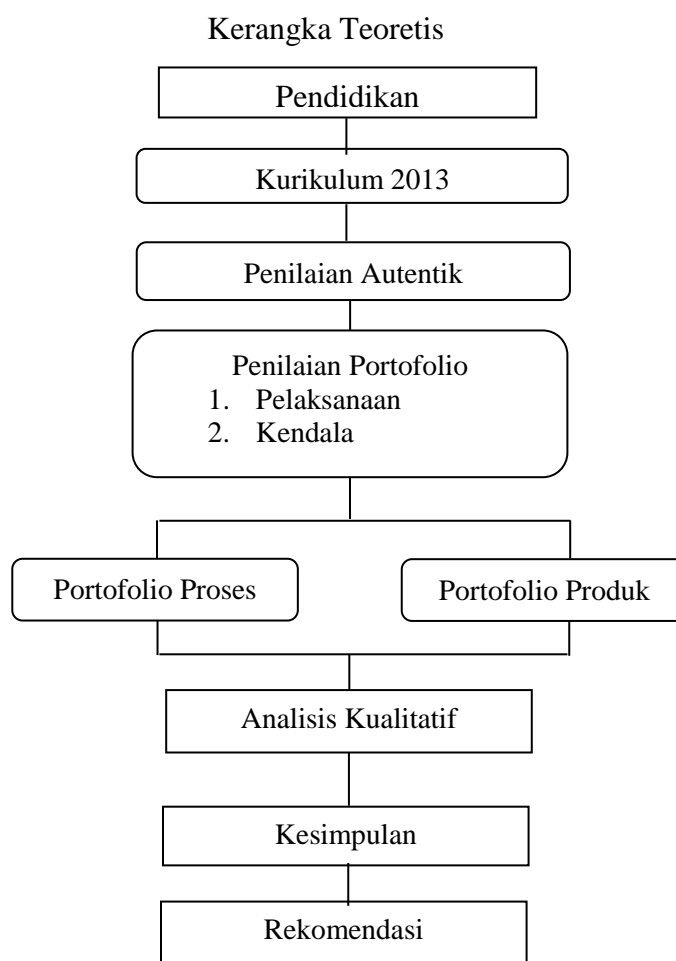 Kerangka Teoretis
Pendidikan
Kurikulum 2013
Penilaian Autentik
Penilaian Portofolio
1. Pelaksanaan
2. Kendala
Portofolio Proses
Portofolio Produk
Analisis Kualitatif
Kesimpulan
Rekomendasi